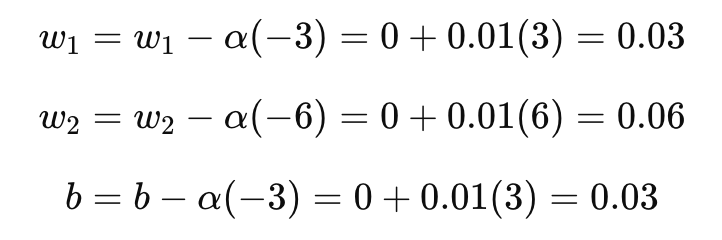 w₁ = w₁ − α(−3) = 0 + 0.01(3) = 0.03
w₂ = w₂ − α(−6) = 0 + 0.01(6) = 0.06
b = b − α(−3) = 0 + 0.01(3) = 0.03